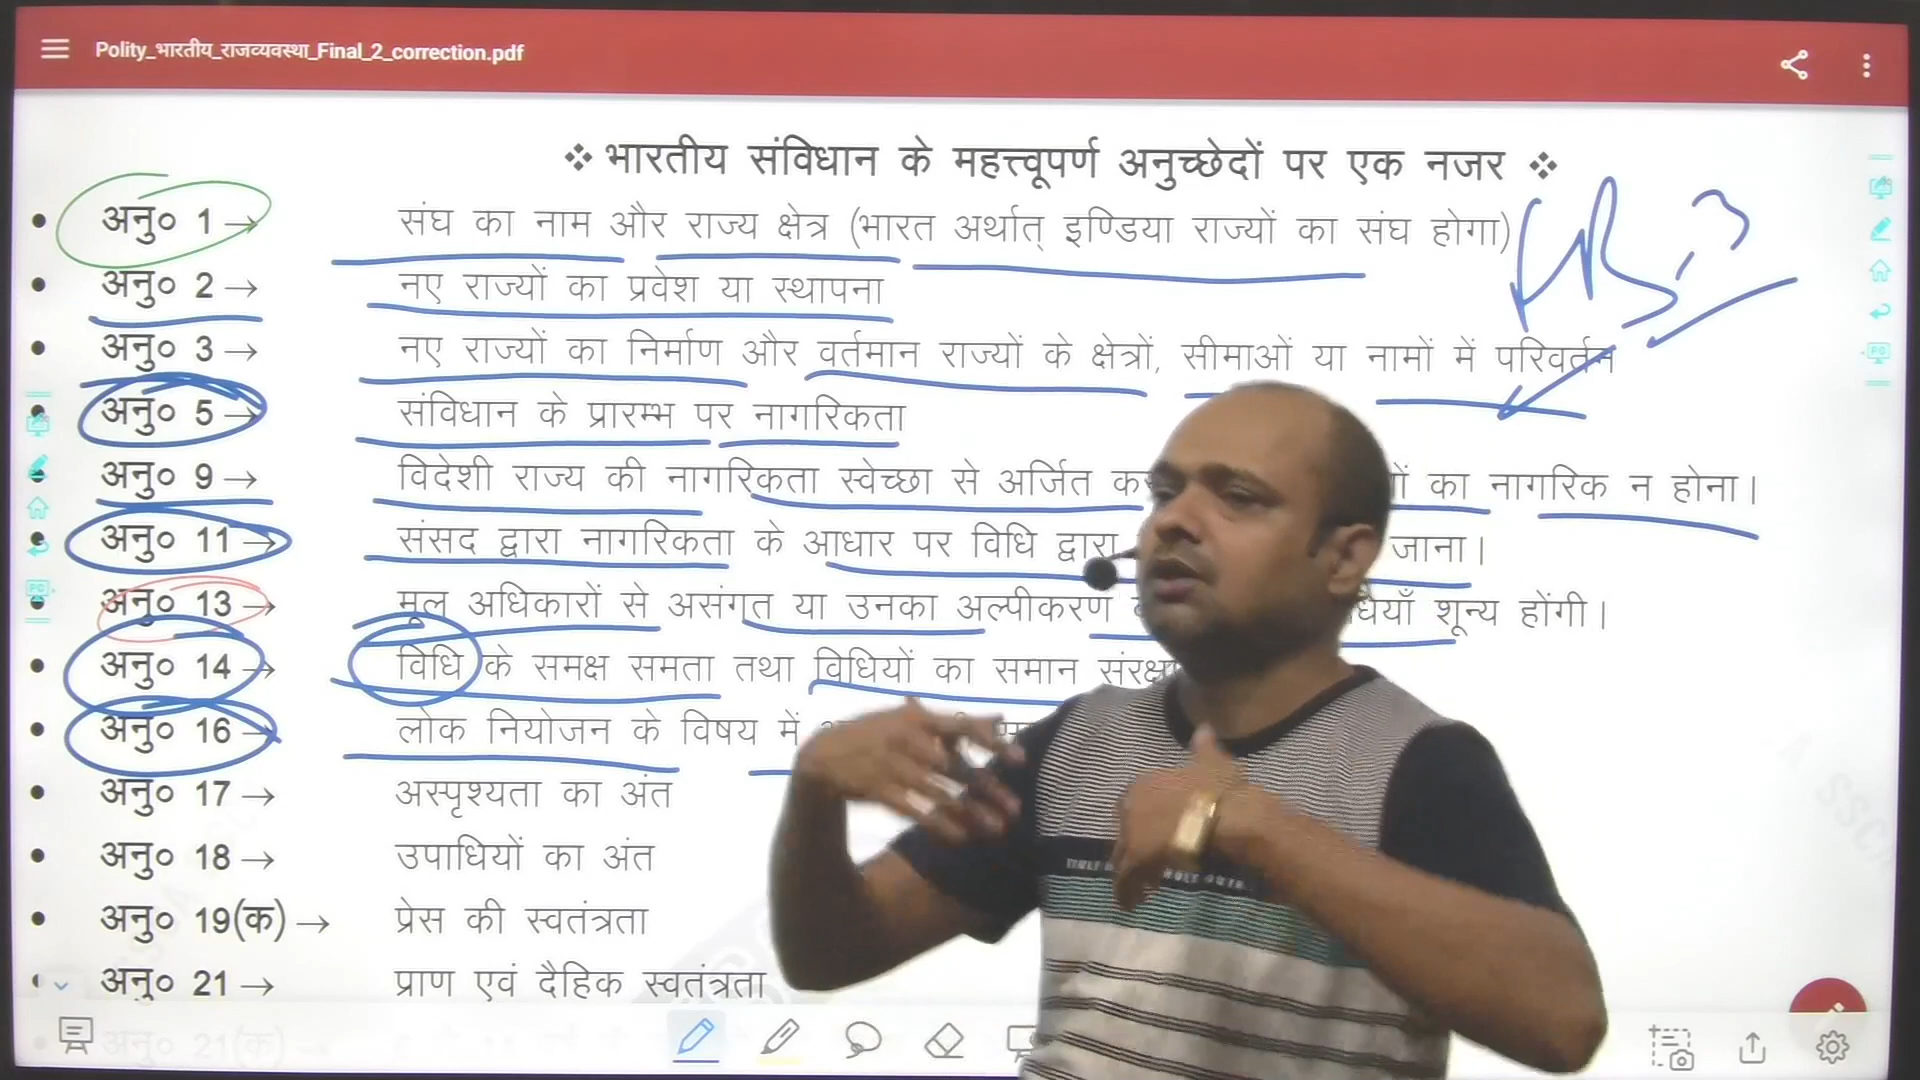 Polity_भारतीय_राजव्यवस्था_Final_2_correction.pdf
❖ भारतीय संविधान के महत्त्वूपर्ण अनुच्छेदों पर एक नजर ❖
• अनु० 1 → संघ का नाम और राज्य क्षेत्र (भारत अर्थात् इण्डिया राज्यों का संघ होगा)
• अनु० 2 → नए राज्यों का प्रवेश या स्थापना
• अनु० 3 → नए राज्यों का निर्माण और वर्तमान राज्यों के क्षेत्रों, सीमाओं या नामों में परिवर्तन
• अनु० 5 → संविधान के प्रारम्भ पर नागरिकता
• अनु० 9 → विदेशी राज्य की नागरिकता स्वेच्छा से अर्जित का नागरिक न होना।
• अनु० 11 → संसद द्वारा नागरिकता के आधार पर विधि द्वारा जाना।
• अनु० 13 → मूल अधिकारों से असंगत या उनका अल्पीकरण शून्य होंगी।
• अनु० 14 → विधि के समक्ष समता तथा विधियों का समान
• अनु० 16 → लोक नियोजन के विषय में
• अनु० 17 → अस्पृश्यता का अंत
• अनु० 18 → उपाधियों का अंत
• अनु० 19(क) → प्रेस की स्वतंत्रता
• अनु० 21 → प्राण एवं दैहिक स्वतंत्रता
• अनु० 21(क) →